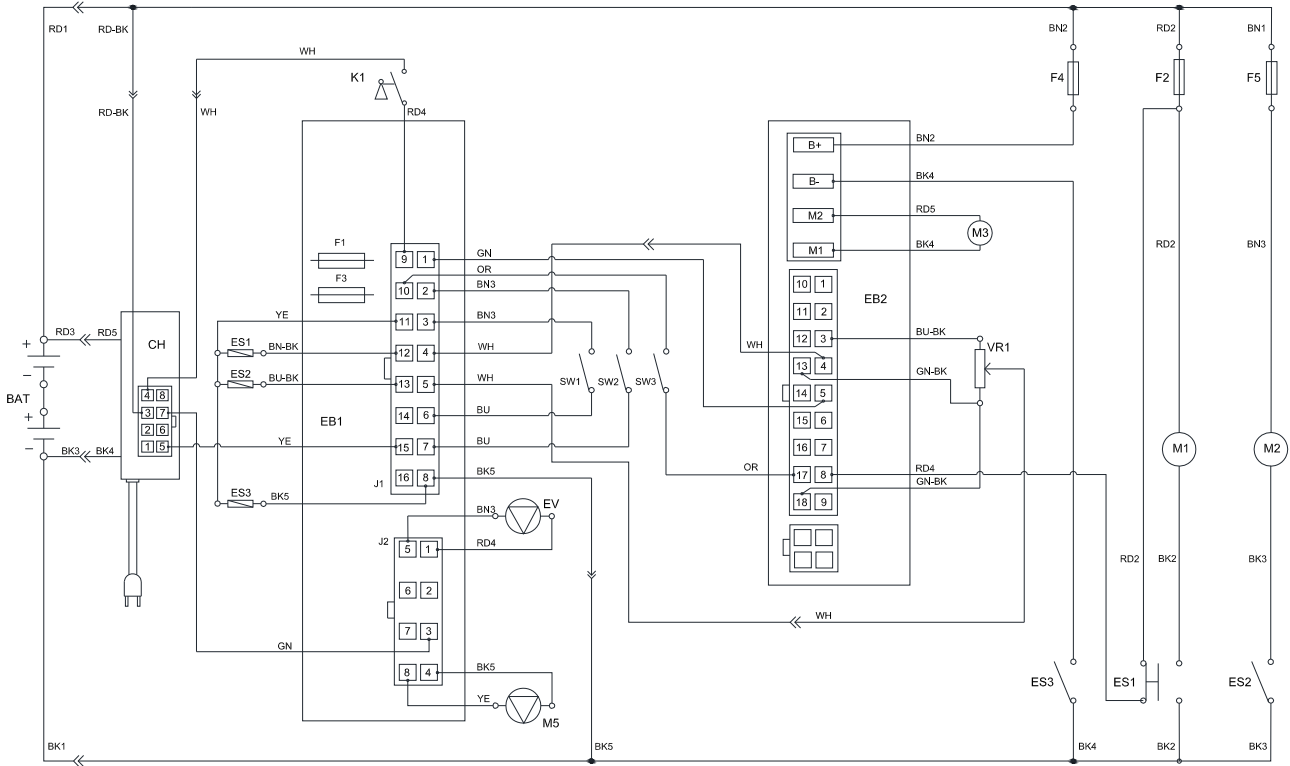 RD1
RD-BK
BN2
RD2
BN1
WH
K1
F4
F2
F5
RD-BK
WH
RD4
B+
BN2
B-
BK4
M2
RD5
M3
M1
BK4
F1
F3
9 1
GN
OR
10 2
BN3
YE
11 3
BN3
RD2
BN3
10 1
EB2
11 2
RD3
RD5
CH
ES1
BN-BK
12 4
WH
12 3
BU-BK
VR1
WH
13 4
GN-BK
+
-
BAT
+
-
ES2
BU-BK
13 5
WH
SW1
SW2
SW3
14 5
4 8
3 7
2 6
1 5
EB1
14 6
BU
15 6
YE
15 7
BU
16 7
M1
M2
BK3
BK4
OR
17 8
RD4
GN-BK
J1
16 8
BK5
18 9
ES3
BK5
BN3
EV
J2
5 1
RD4
RD2
BK2
BK3
6 2
WH
7 3
GN
8 4
BK5
YE
M5
ES3
ES1
ES2
BK1
BK5
BK4
BK2
BK3